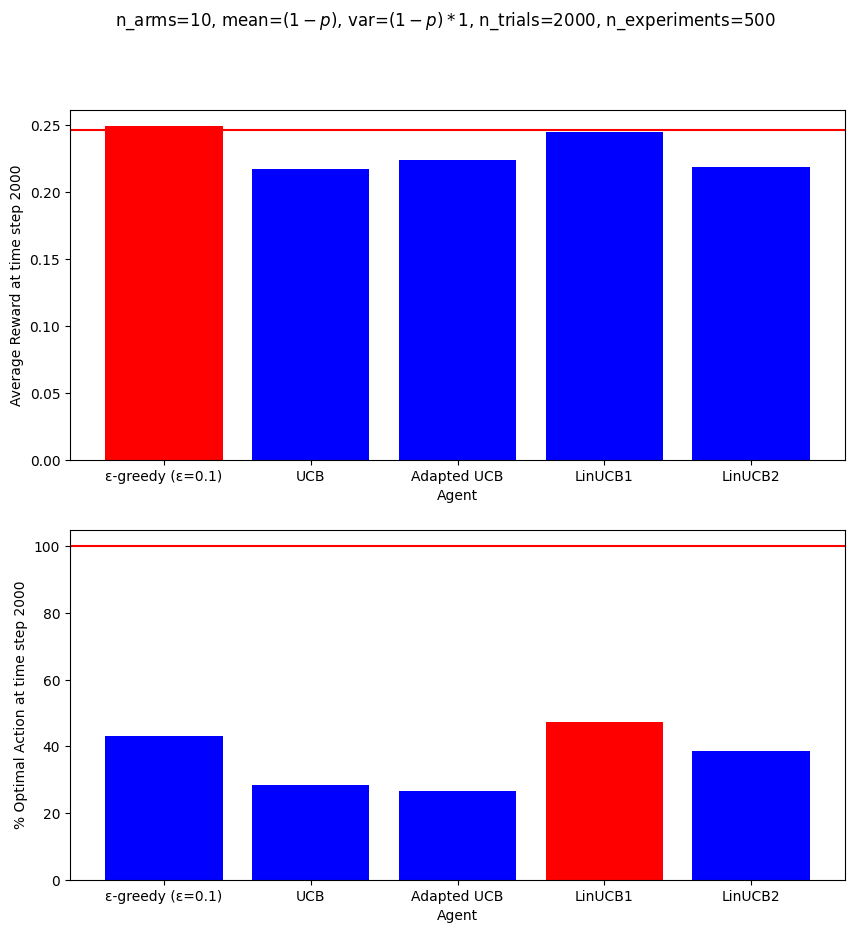 n_arms=10, mean=(1 − p), var=(1 − p) * 1, n_trials=2000, n_experiments=500
Average Reward at time step 2000
0.25
0.20
0.15
0.10
0.05
0.00
ε-greedy (ε=0.1) UCB Adapted UCB LinUCB1 LinUCB2
Agent
% Optimal Action at time step 2000
100
80
60
40
20
0
ε-greedy (ε=0.1) UCB Adapted UCB LinUCB1 LinUCB2
Agent